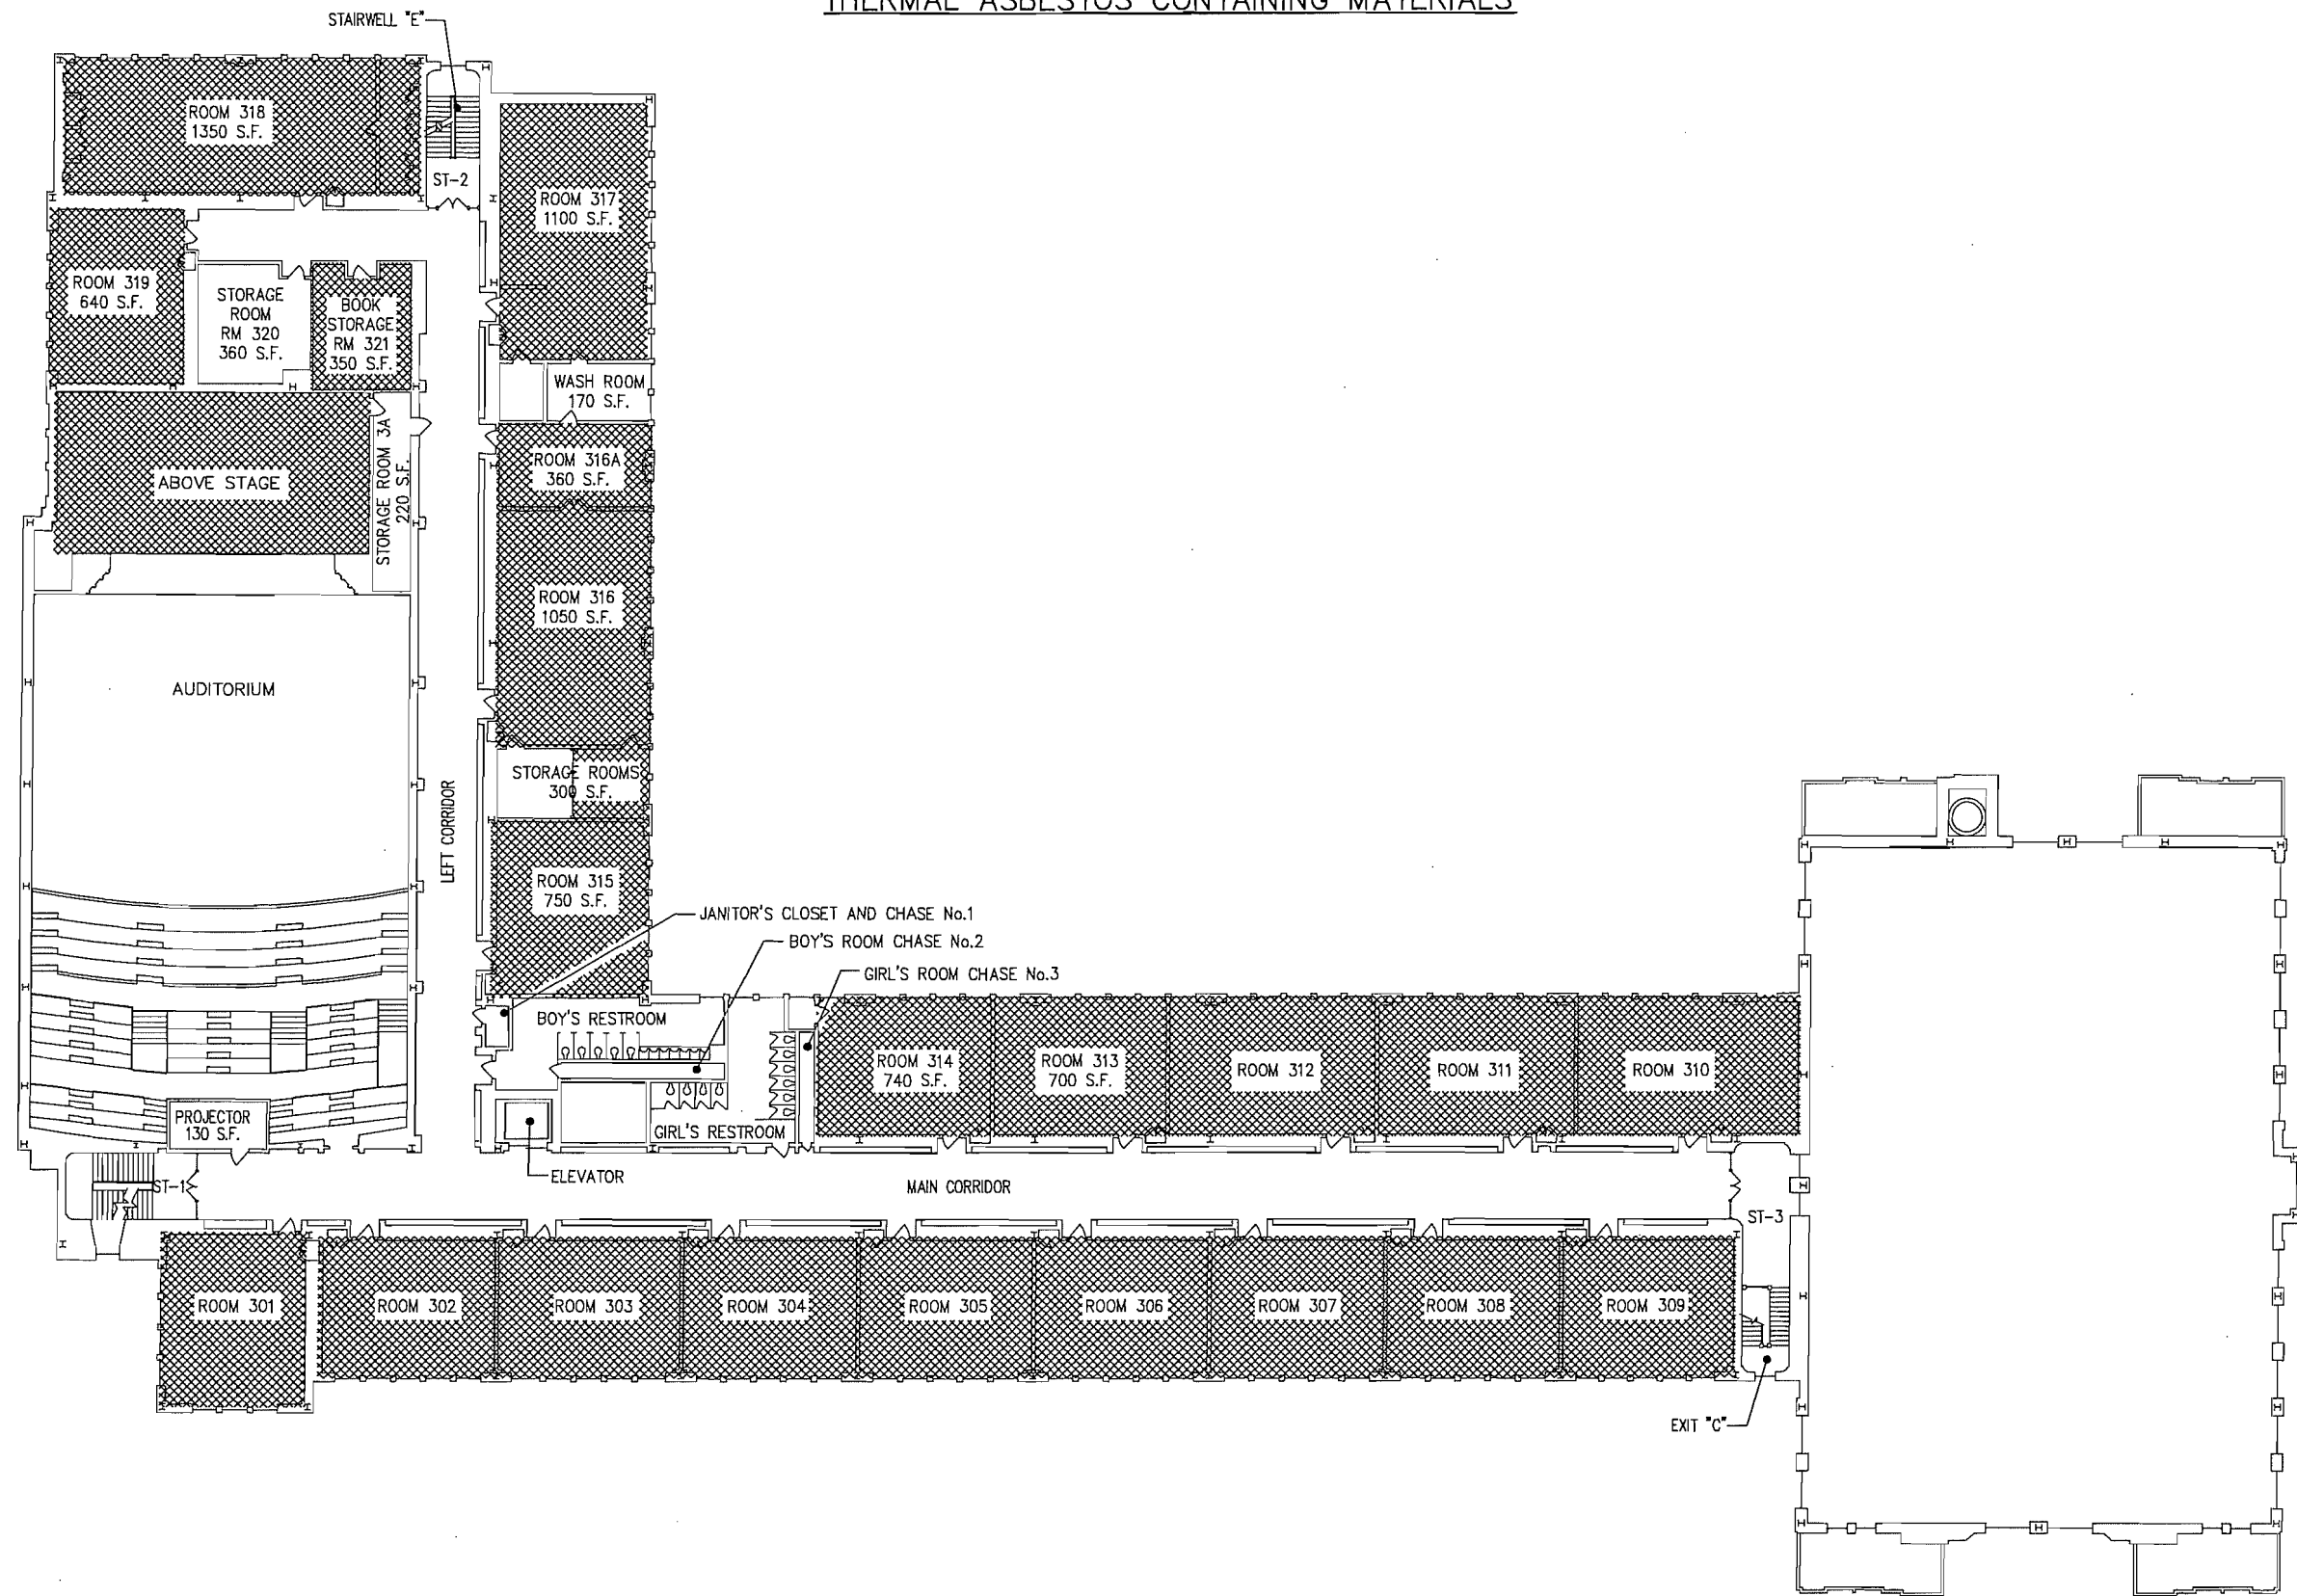 THERMAL ASBESTOS CONTAINING MATERIALS
STAIRWELL "E"
ROOM 318
1350 S.F.
ST-2
ROOM 317
1100 S.F.
ROOM 319
640 S.F.
STORAGE
ROOM
RM 320
360 S.F.
BOOK
STORAGE
RM 321
350 S.F.
WASH ROOM
170 S.F.
ROOM 316A
360 S.F.
ABOVE STAGE
STORAGE ROOM 3A
220 S.F.
ROOM 316
1050 S.F.
AUDITORIUM
STORAGE ROOMS
300 S.F.
LEFT CORRIDOR
ROOM 315
750 S.F.
JANITOR'S CLOSET AND CHASE No.1
BOY'S ROOM CHASE No.2
GIRL'S ROOM CHASE No.3
BOY'S RESTROOM
ROOM 314
740 S.F.
ROOM 313
700 S.F.
ROOM 312
ROOM 311
ROOM 310
PROJECTOR
130 S.F.
GIRL'S RESTROOM
ELEVATOR
ST-1
MAIN CORRIDOR
ST-3
ROOM 301
ROOM 302
ROOM 303
ROOM 304
ROOM 305
ROOM 306
ROOM 307
ROOM 308
ROOM 309
EXIT "C"